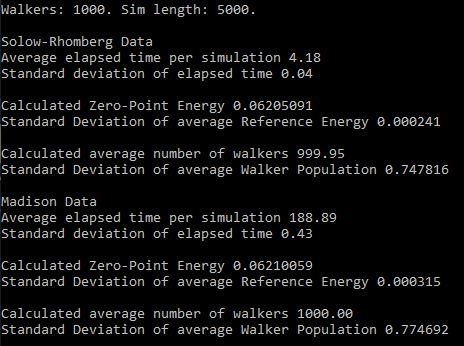 Walkers: 1000. Sim length: 5000.
Solow-Rhomberg Data
Average elapsed time per simulation 4.18
Standard deviation of elapsed time 0.04
Calculated Zero-Point Energy 0.06205091
Standard Deviation of average Reference Energy 0.000241
Calculated average number of walkers 999.95
Standard Deviation of average Walker Population 0.747816
Madison Data
Average elapsed time per simulation 188.89
Standard deviation of elapsed time 0.43
Calculated Zero-Point Energy 0.06210059
Standard Deviation of average Reference Energy 0.000315
Calculated average number of walkers 1000.00
Standard Deviation of average Walker Population 0.774692